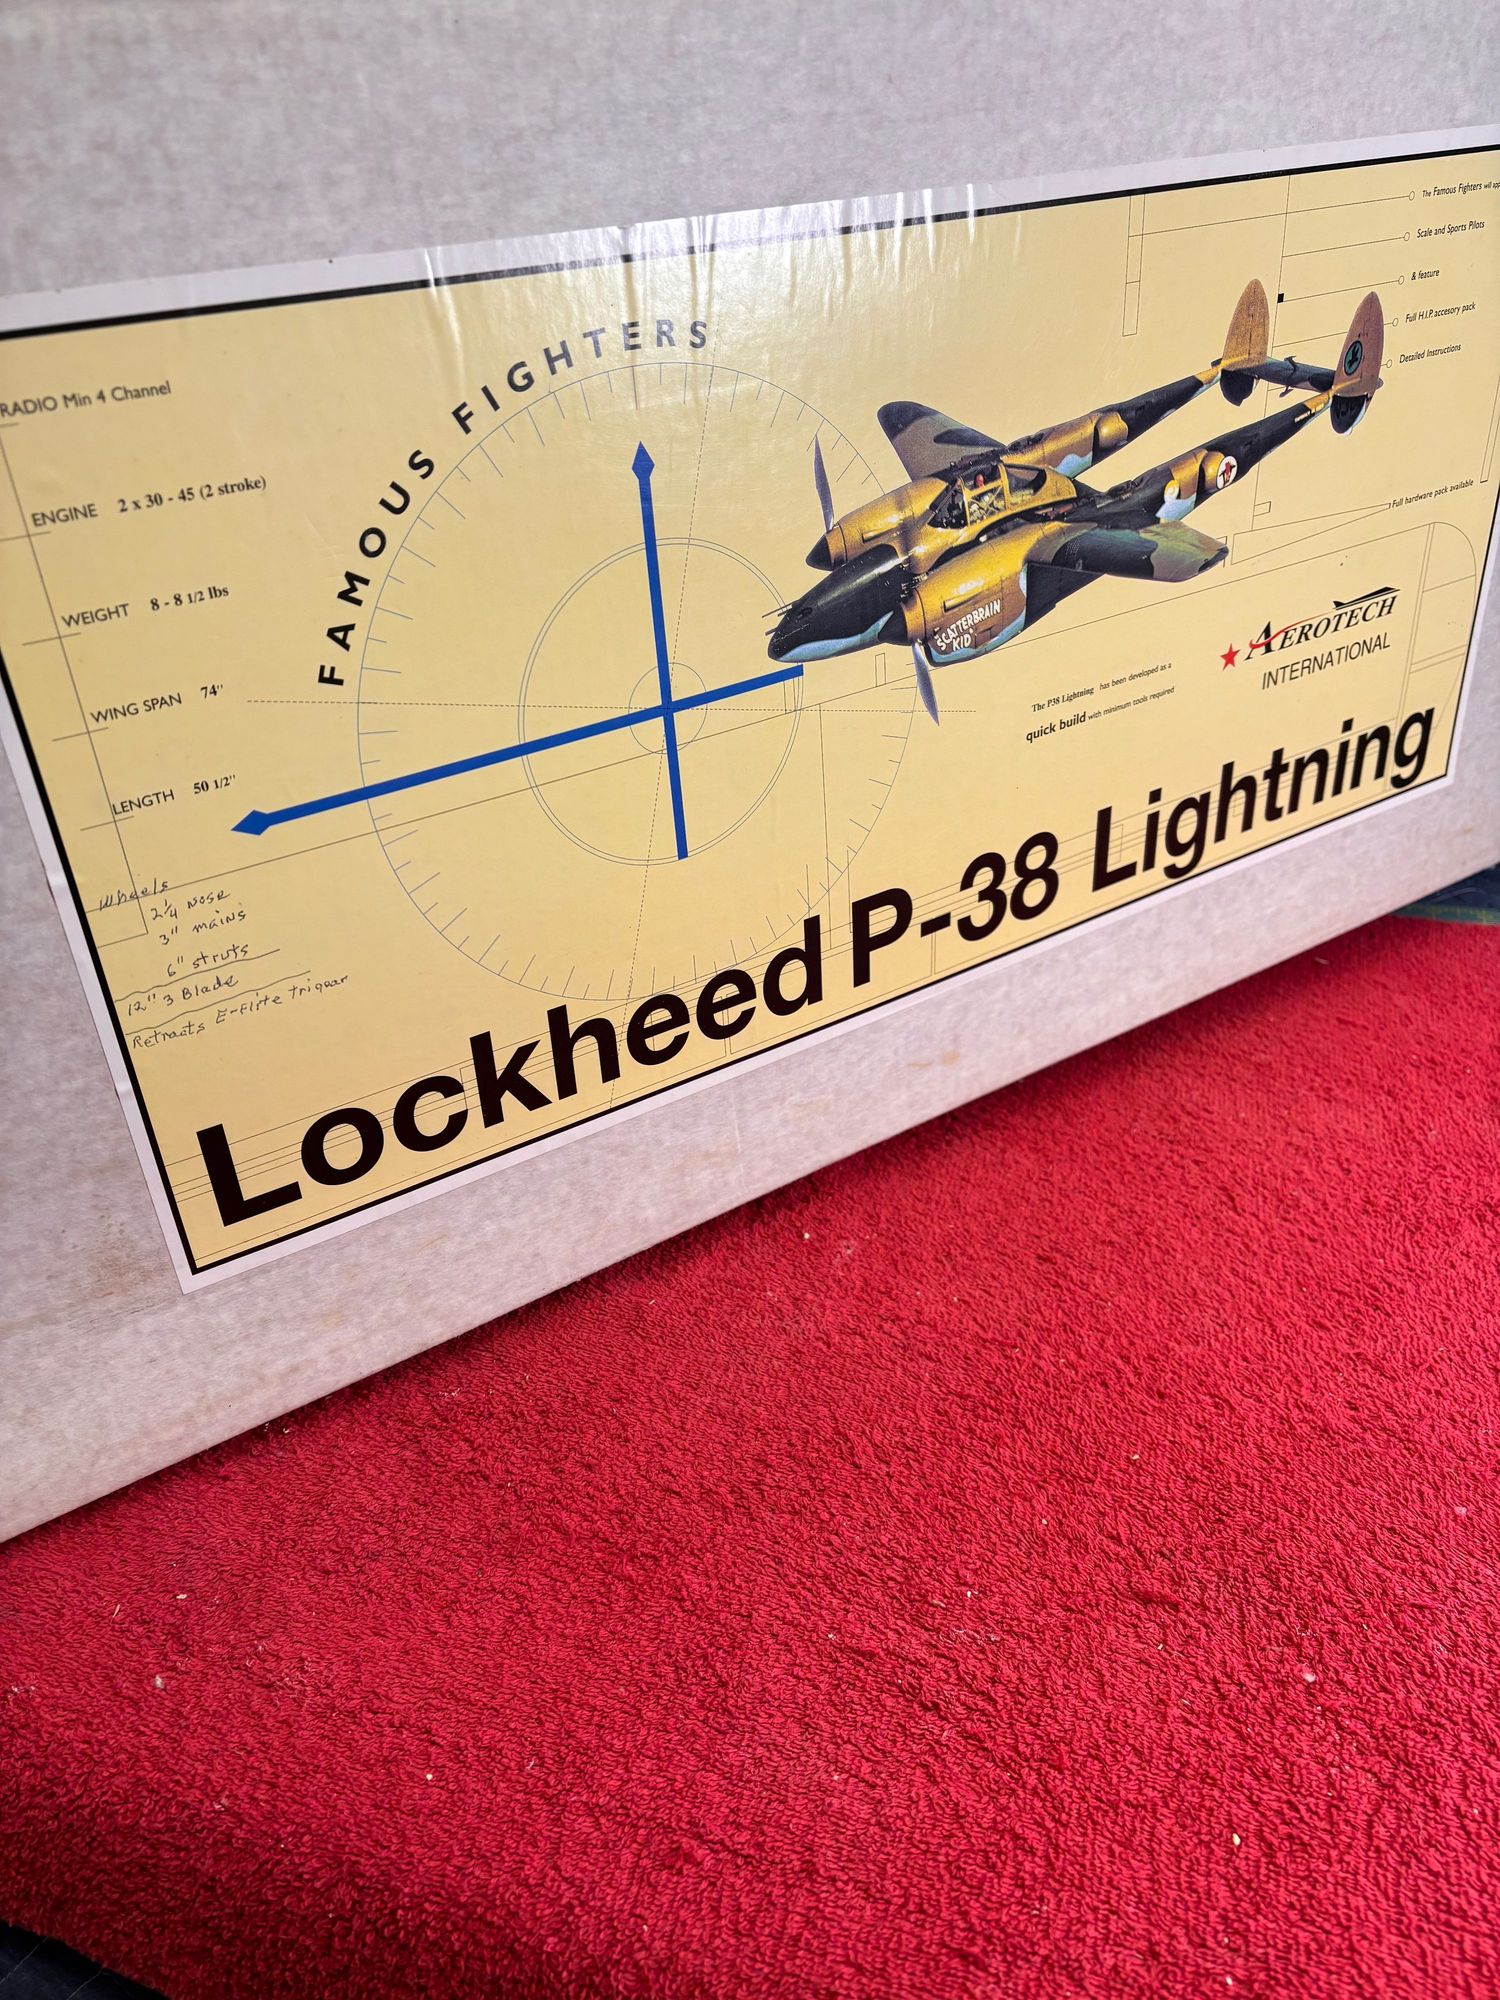 FAMOUS FIGHTERS
RADIO Min 4 Channel
ENGINE 2 x 30 - 45 (2 stroke)
WEIGHT 8 - 8 1/2 lbs
WING SPAN 74"
LENGTH 50 1/2"
Wheels
2 1/4 NOSE
3" mains
6" struts
12" 3 Blade
Retracts E-Flite trigear
The Famous Fighters will
Scale and Sports Pilots
& feature
Full H.I.P. accesory pack
Detailed Instructions
Full hardware pack available
SCATTERBRAIN
KID
AEROTECH
INTERNATIONAL
The P38 Lightning has been developed as a
quick build with minimum tools required
Lockheed P-38 Lightning